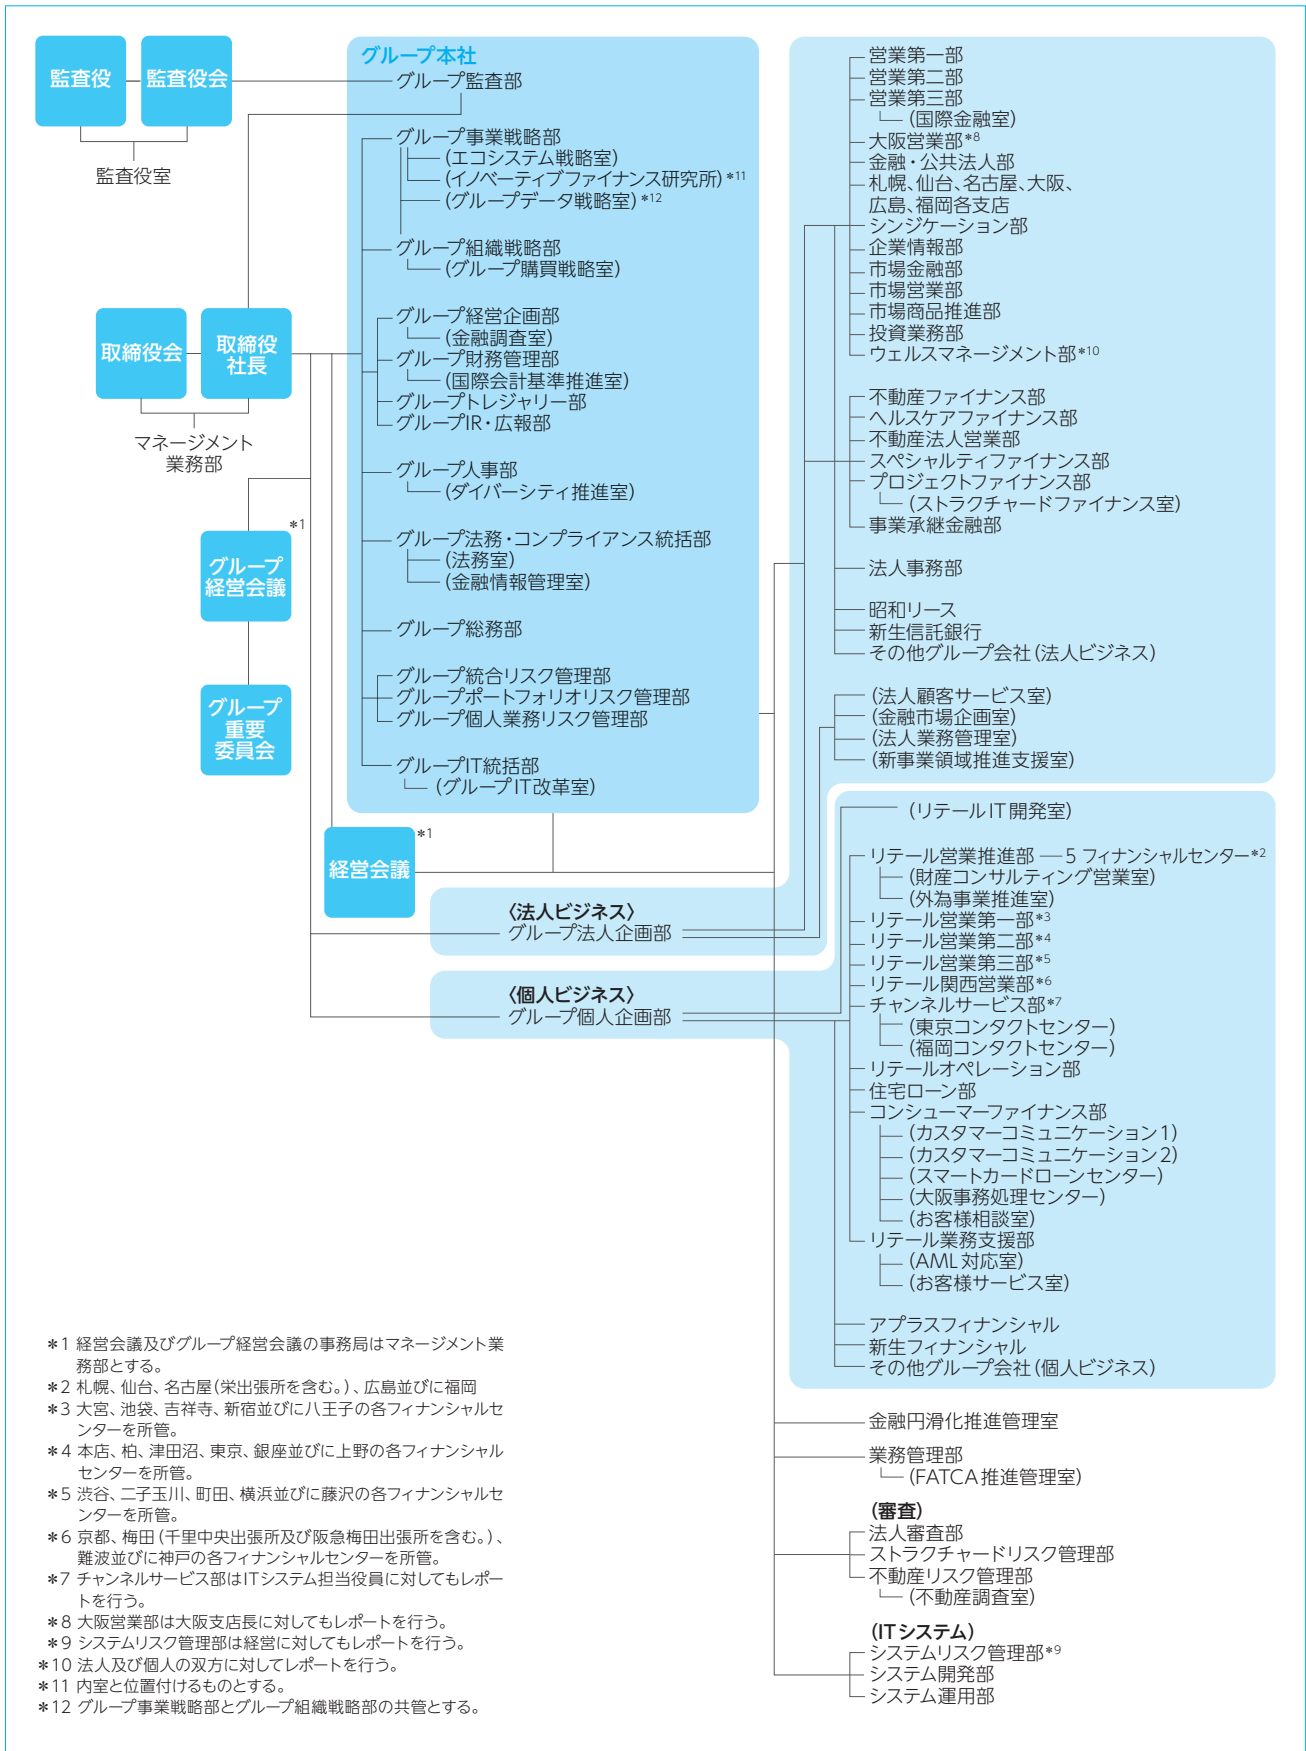 監査役
監査役会
監査役室
取締役会
取締役
社長
マネージメント
業務部
*1
グループ
経営会議
グループ
重要
委員会
グループ本社
グループ監査部
グループ事業戦略部
(エコシステム戦略室)
(イノベーティブファイナンス研究所)*11
(グループデータ戦略室)*12
グループ組織戦略部
(グループ購買戦略室)
グループ経営企画部
(金融調査室)
グループ財務管理部
(国際会計基準推進室)
グループトレジャリー部
グループIR・広報部
グループ人事部
(ダイバーシティ推進室)
グループ法務・コンプライアンス統括部
(法務室)
(金融情報管理室)
グループ総務部
グループ統合リスク管理部
グループポートフォリオリスク管理部
グループ個人業務リスク管理部
グループIT統括部
(グループIT改革室)
経営会議
*1
〈法人ビジネス〉
グループ法人企画部
〈個人ビジネス〉
グループ個人企画部
営業第一部
営業第二部
営業第三部
(国際金融室)
大阪営業部*8
金融・公共法人部
札幌、仙台、名古屋、大阪、
広島、福岡各支店
シンジケーション部
企業情報部
市場金融部
市場営業部
市場商品推進部
投資業務部
ウェルスマネージメント部*10
不動産ファイナンス部
ヘルスケアファイナンス部
不動産法人営業部
スペシャルティファイナンス部
プロジェクトファイナンス部
(ストラクチャードファイナンス室)
事業承継金融部
法人事務部
昭和リース
新生信託銀行
その他グループ会社(法人ビジネス)
(法人顧客サービス室)
(金融市場企画室)
(法人業務管理室)
(新事業領域推進支援室)
(リテールIT開発室)
リテール営業推進部 5 フィナンシャルセンター*2
(財産コンサルティング営業室)
(外為事業推進室)
リテール営業第一部*3
リテール営業第二部*4
リテール営業第三部*5
リテール関西営業部*6
チャンネルサービス部*7
(東京コンタクトセンター)
(福岡コンタクトセンター)
リテールオペレーション部
住宅ローン部
コンシューマーファイナンス部
(カスタマーコミュニケーション1)
(カスタマーコミュニケーション2)
(スマートカードローンセンター)
(大阪事務処理センター)
(お客様相談室)
リテール業務支援部
(AML対応室)
(お客様サービス室)
アプラスフィナンシャル
新生フィナンシャル
その他グループ会社(個人ビジネス)
金融円滑化推進管理室
業務管理部
(FATCA推進管理室)
(審査)
法人審査部
ストラクチャードリスク管理部
不動産リスク管理部
(不動産調査室)
(ITシステム)
システムリスク管理部*9
システム開発部
システム運用部
*1 経営会議及びグループ経営会議の事務局はマネージメント業
務部とする。
*2 札幌、仙台、名古屋(栄出張所を含む。)、広島並びに福岡
*3 大宮、池袋、吉祥寺、新宿並びに八王子の各フィナンシャルセ
ンターを所管。
*4 本店、柏、津田沼、東京、銀座並びに上野の各フィナンシャル
センターを所管。
*5 渋谷、二子玉川、町田、横浜並びに藤沢の各フィナンシャルセ
ンターを所管。
*6 京都、梅田(千里中央出張所及び阪急梅田出張所を含む。)、
難波並びに神戸の各フィナンシャルセンターを所管。
*7 チャンネルサービス部はITシステム担当役員に対してもレポー
トを行う。
*8 大阪営業部は大阪支店長に対してもレポートを行う。
*9 システムリスク管理部は経営に対してもレポートを行う。
*10 法人及び個人の双方に対してレポートを行う。
*11 内室と位置付けるものとする。
*12 グループ事業戦略部とグループ組織戦略部の共管とする。